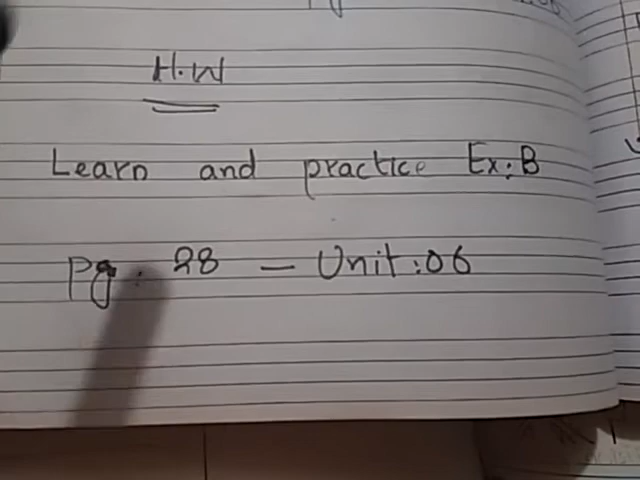 H.W
Learn and practice Ex:B
Pg. 28 — Unit:06